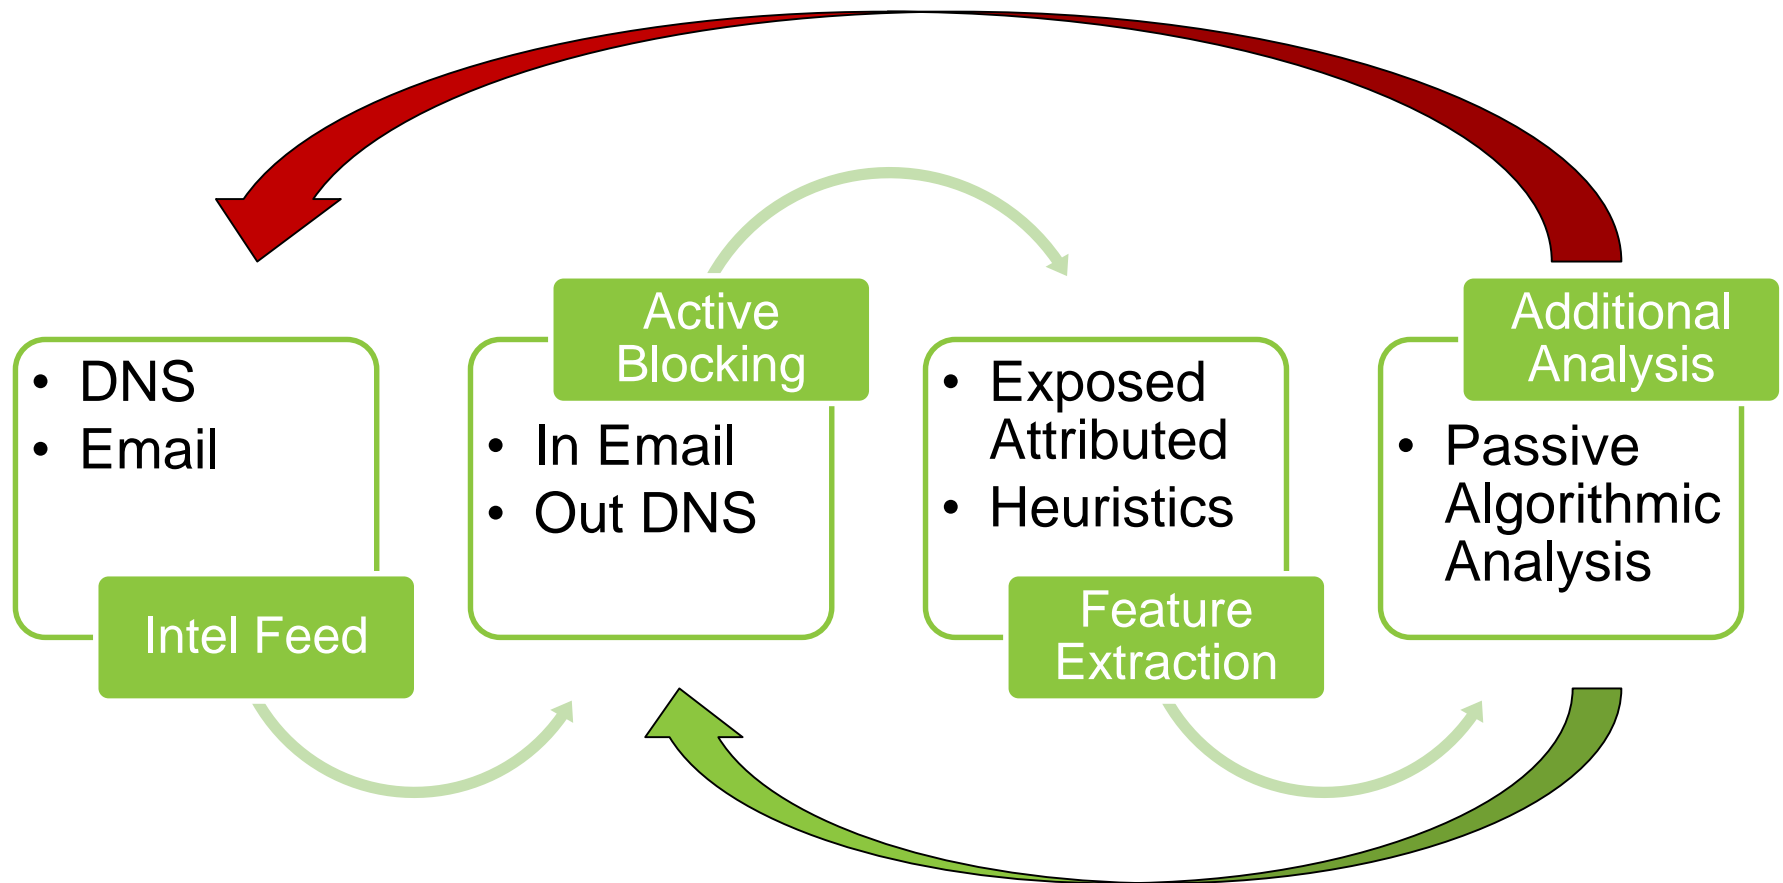 • DNS
• Email
Intel Feed
Active
Blocking
• In Email
• Out DNS
• Exposed
Attributed
• Heuristics
Feature
Extraction
Additional
Analysis
• Passive
Algorithmic
Analysis